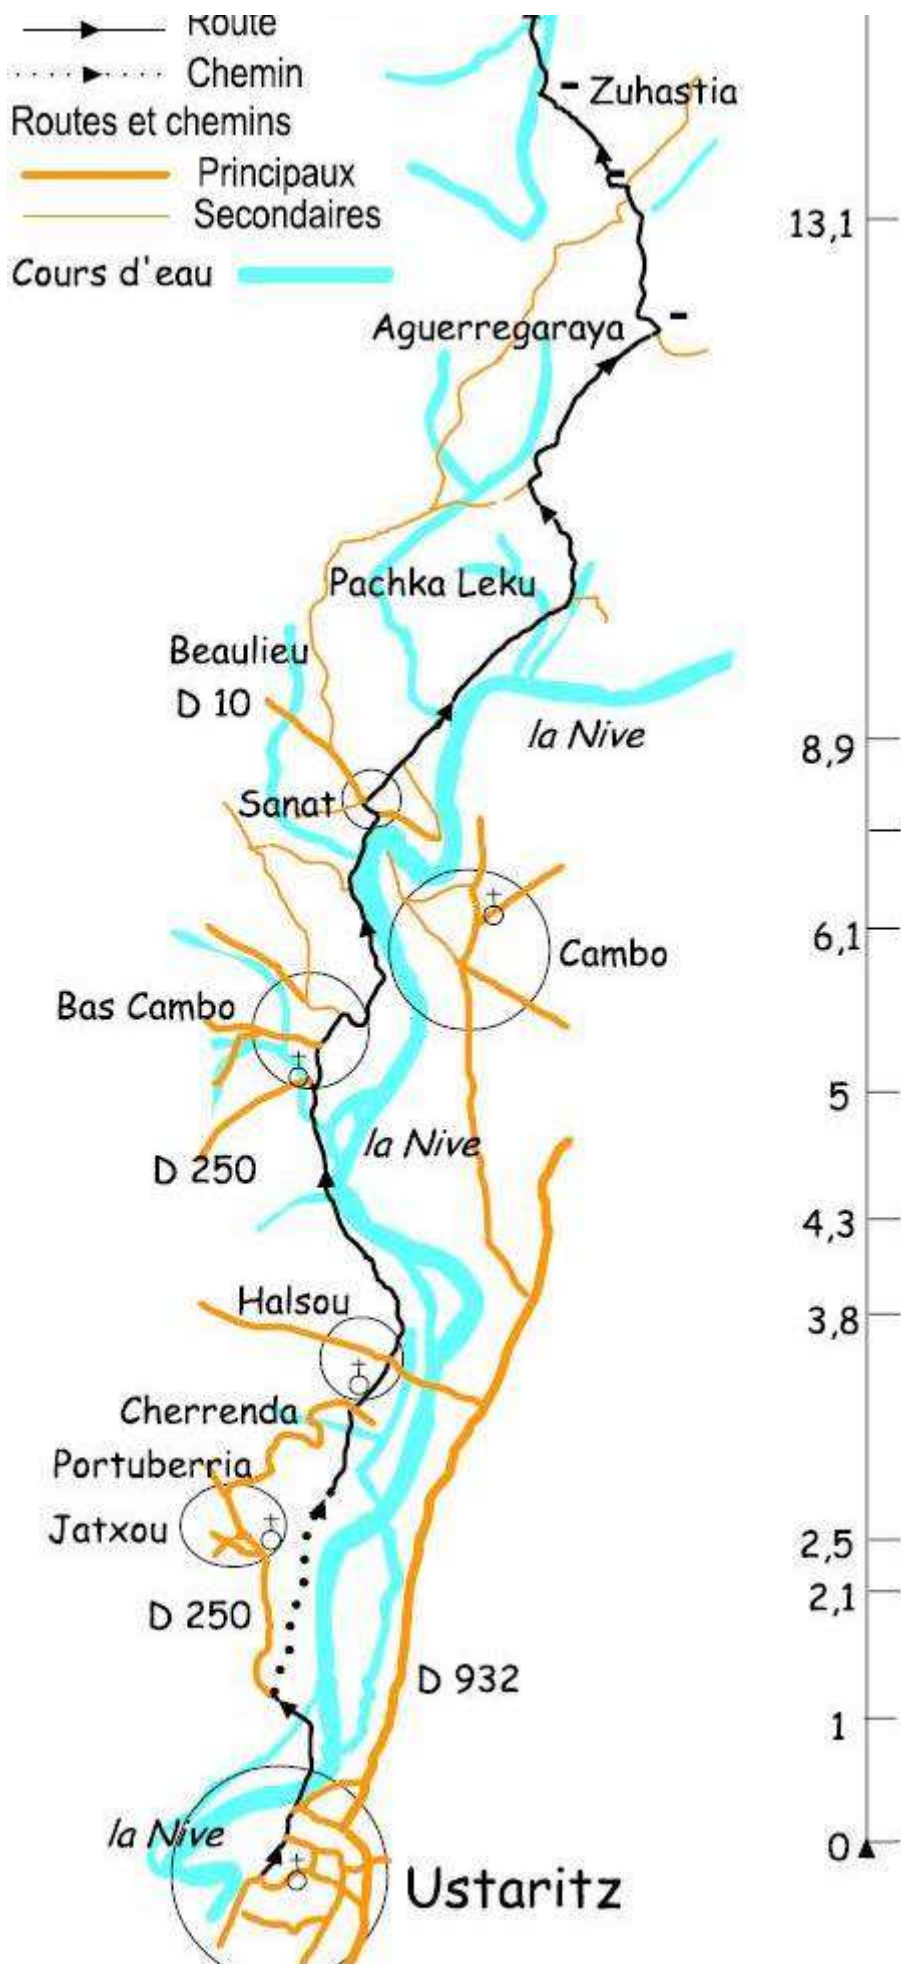 Route
Chemin
Zuhastia
Routes et chemins
Principaux
Secondaires
13,1
Cours d'eau
Aguerregaraya
Pachka Leku
Beaulieu
D 10
la Nive
8,9
Sanat
6,1
Cambo
Bas Cambo
5
la Nive
D 250
4,3
Halsou
3,8
Cherrenda
Portuberria
Jatxou
2,5
2,1
D 250
D 932
1
la Nive
0
Ustaritz